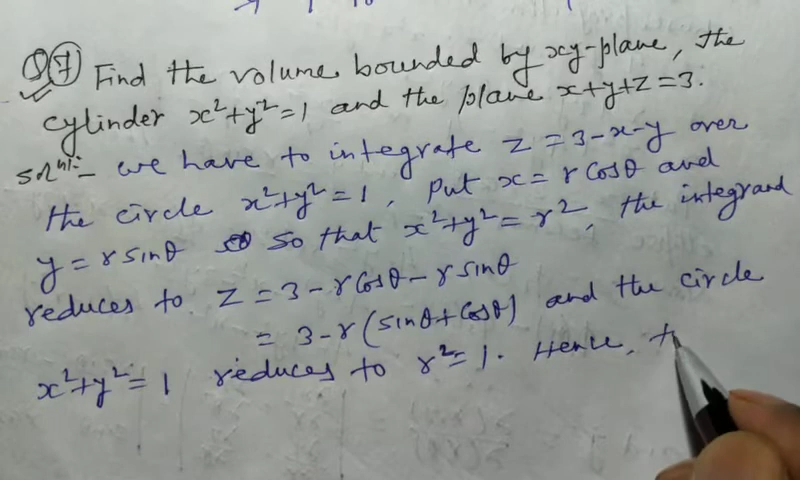 Q7 Find the volume bounded by xy-plane, the
cylinder x²+y²=1 and the plane x+y+z=3.
Solⁿ:- we have to integrate z = 3-x-y over
the circle x²+y²=1, put x = r cosθ and
y = r sinθ so that x²+y² = r², the integrand
reduces to z = 3 - r cosθ - r sinθ
= 3 - r (sinθ + cosθ) and the circle
x²+y² = 1 reduces to r² = 1. Hence, t